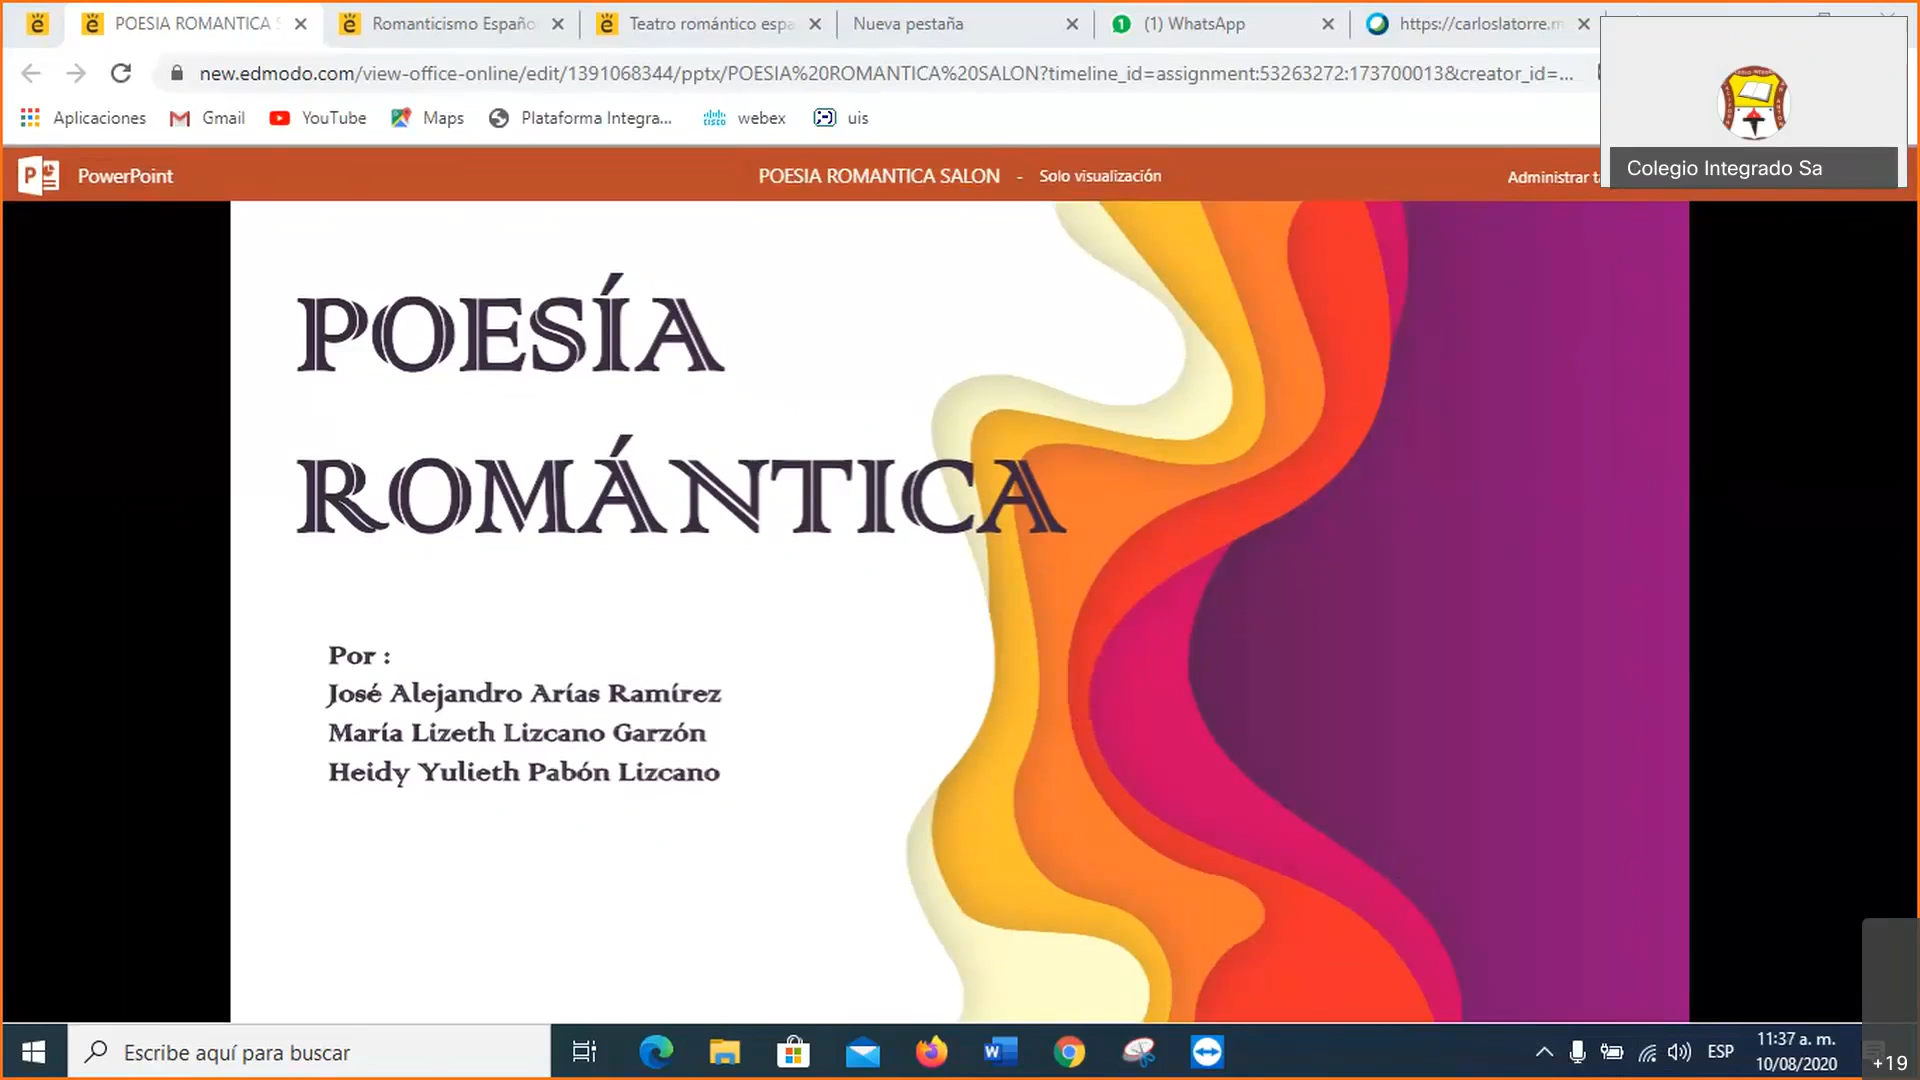 POESIA ROMANTICA S
Romanticismo Españo
Teatro romántico espa
Nueva pestaña
(1) WhatsApp
https://carloslatorre.m
new.edmodo.com/view-office-online/edit/1391068344/pptx/POESIA%20ROMANTICA%20SALON?timeline_id=assignment:53263272:173700013&creator_id=...
Aplicaciones
Gmail
YouTube
Maps
Plataforma Integra...
webex
uis
Colegio Integrado Sa
PowerPoint
POESIA ROMANTICA SALON - Solo visualización
Administrar t
POESÍA
ROMÁNTICA
Por :
José Alejandro Arías Ramírez
María Lizeth Lizcano Garzón
Heidy Yulieth Pabón Lizcano
Escribe aquí para buscar
ESP
11:37 a. m.
10/08/2020
+19